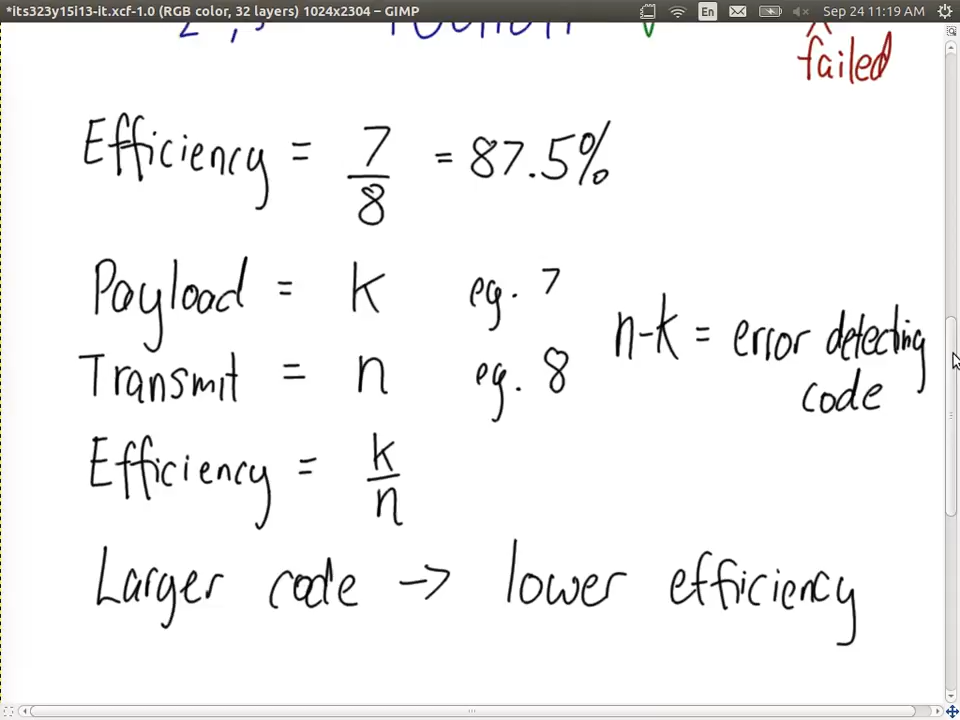 *its323y15i13-it.xcf-1.0 (RGB color, 32 layers) 1024x2304 – GIMP
En
Sep 24 11:19 AM
failed
Efficiency = 7/8 = 87.5%
Payload = k eg. 7
n-k = error detecting
code
Transmit = n eg. 8
Efficiency = k/n
Larger code → lower efficiency